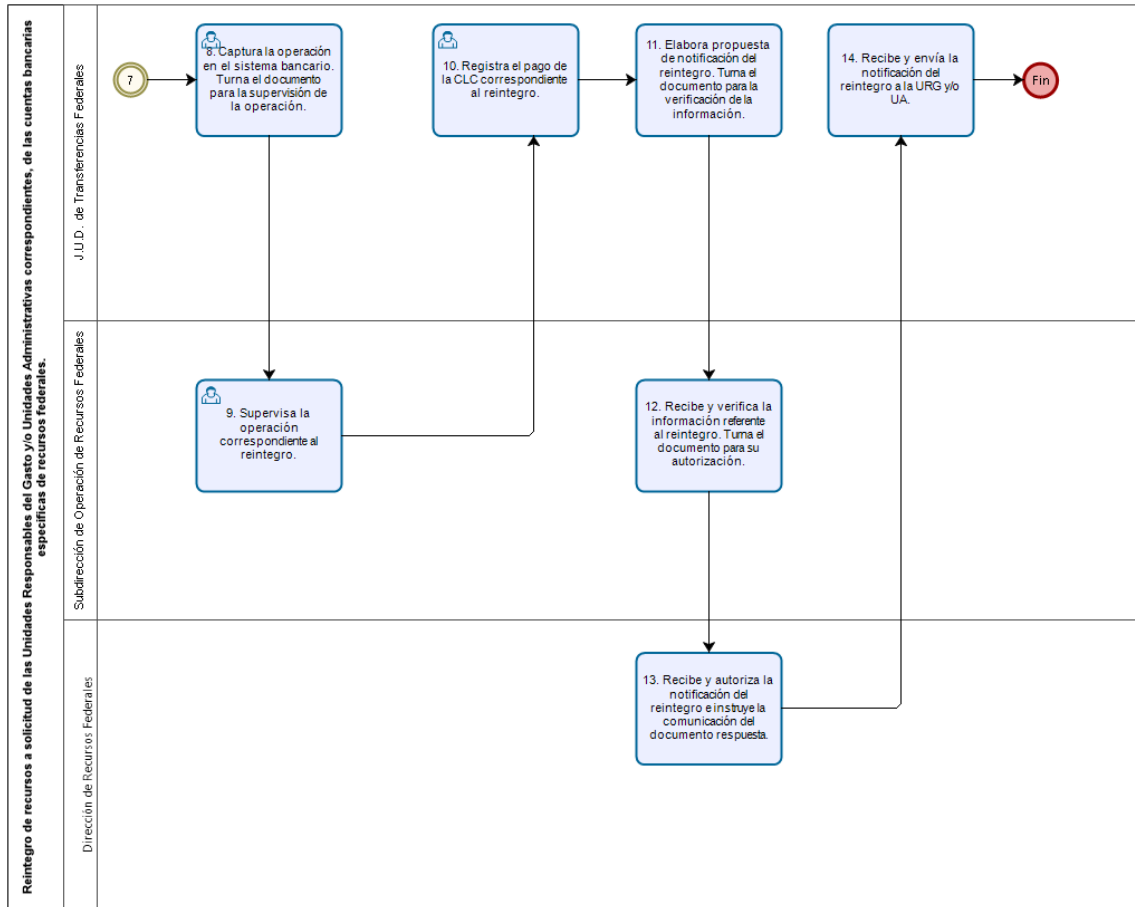 Reintegro de recursos a solicitud de las Unidades Responsables del Gasto y/o Unidades Administrativas correspondientes, de las cuentas bancarias
específicas de recursos federales.
J.U.D. de Transferencias Federales
7
8. Captura la operación
en el sistema bancario.
Turna el documento
para la supervisión de
la operación.
10. Registra el pago de
la CLC correspondiente
al reintegro.
11. Elabora propuesta
de notificación del
reintegro. Turna el
documento para la
verificación de la
información.
14. Recibe y envía la
notificación del
reintegro a la URG y/o
UA.
Fin
Subdirección de Operación de Recursos Federales
9. Supervisa la
operación
correspondiente al
reintegro.
12. Recibe y verifica la
información referente
al reintegro. Turna el
documento para su
autorización.
Dirección de Recursos Federales
13. Recibe y autoriza la
notificación del
reintegro e instruye la
comunicación del
documento respuesta.